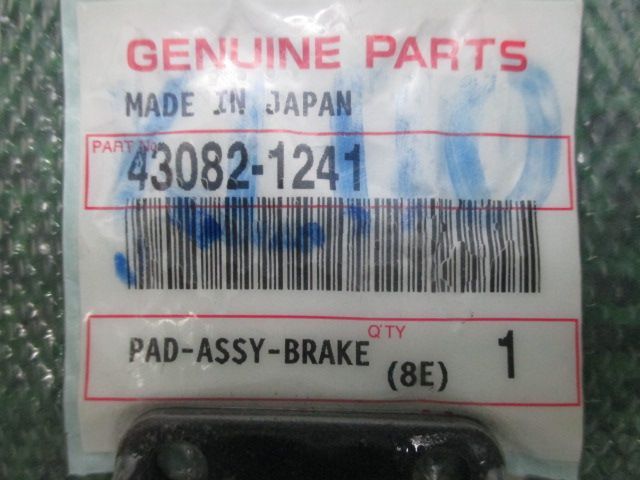 GENUINE PARTS
MADE IN JAPAN
PART No. 43082-1241
PAD-ASSY-BRAKE Q'TY 1
(8E)